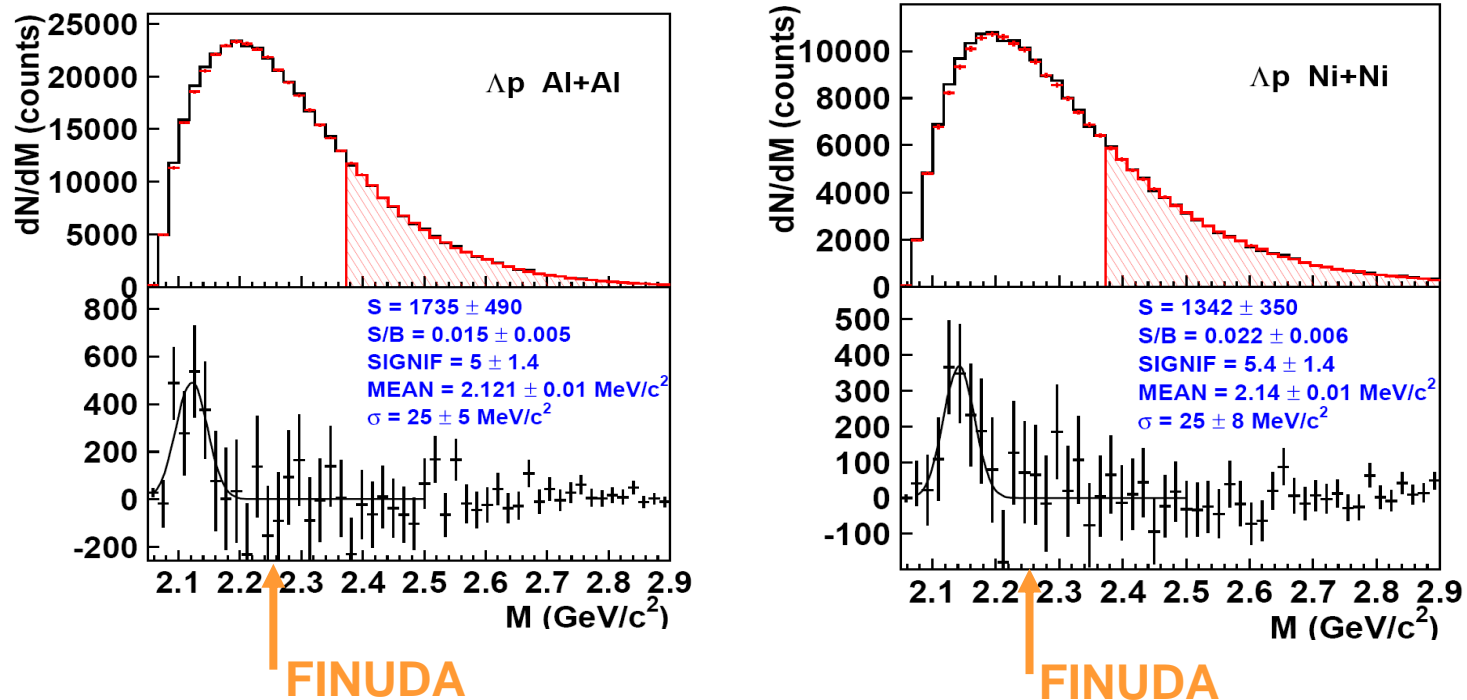 dN/dM (counts)
25000
20000
15000
10000
5000
0
Λp Al+Al
800
600
400
200
0
-200
S = 1735 ± 490
S/B = 0.015 ± 0.005
SIGNIF = 5 ± 1.4
MEAN = 2.121 ± 0.01 MeV/c²
σ = 25 ± 5 MeV/c²
2.1 2.2 2.3 2.4 2.5 2.6 2.7 2.8 2.9
M (GeV/c²)
FINUDA
dN/dM (counts)
10000
8000
6000
4000
2000
0
Λp Ni+Ni
500
400
300
200
100
0
-100
S = 1342 ± 350
S/B = 0.022 ± 0.006
SIGNIF = 5.4 ± 1.4
MEAN = 2.14 ± 0.01 MeV/c²
σ = 25 ± 8 MeV/c²
2.1 2.2 2.3 2.4 2.5 2.6 2.7 2.8 2.9
M (GeV/c²)
FINUDA